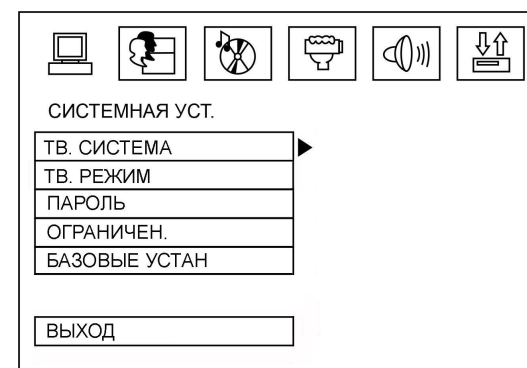 СИСТЕМНАЯ УСТ.
ТВ. СИСТЕМА
ТВ. РЕЖИМ
ПАРОЛЬ
ОГРАНИЧЕН.
БАЗОВЫЕ УСТАН
ВЫХОД